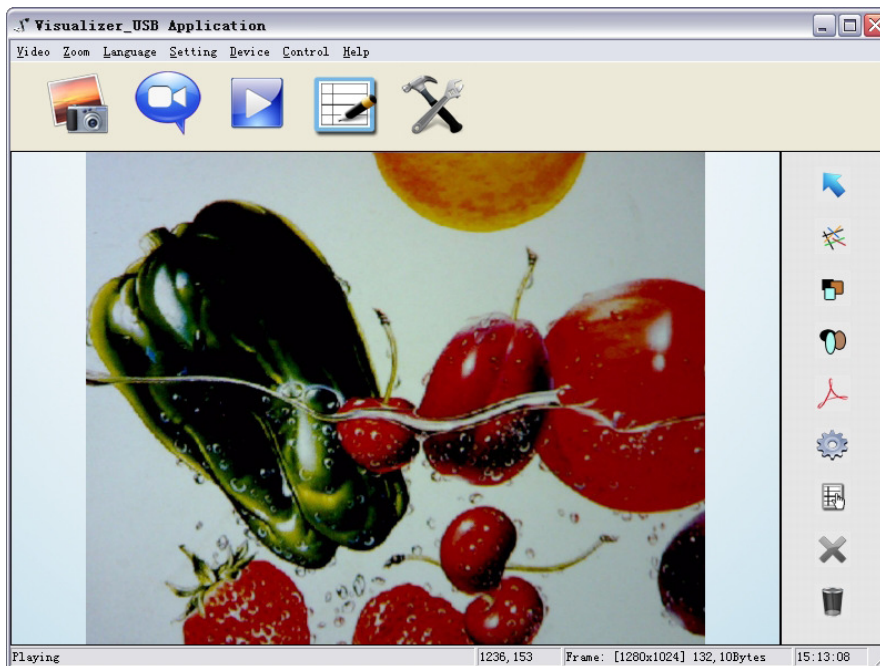 Visualizer_USB Application
Video Zoom Language Setting Device Control Help
Playing 1236,153 Frame: [1280x1024] 132,10Bytes 15:13:08